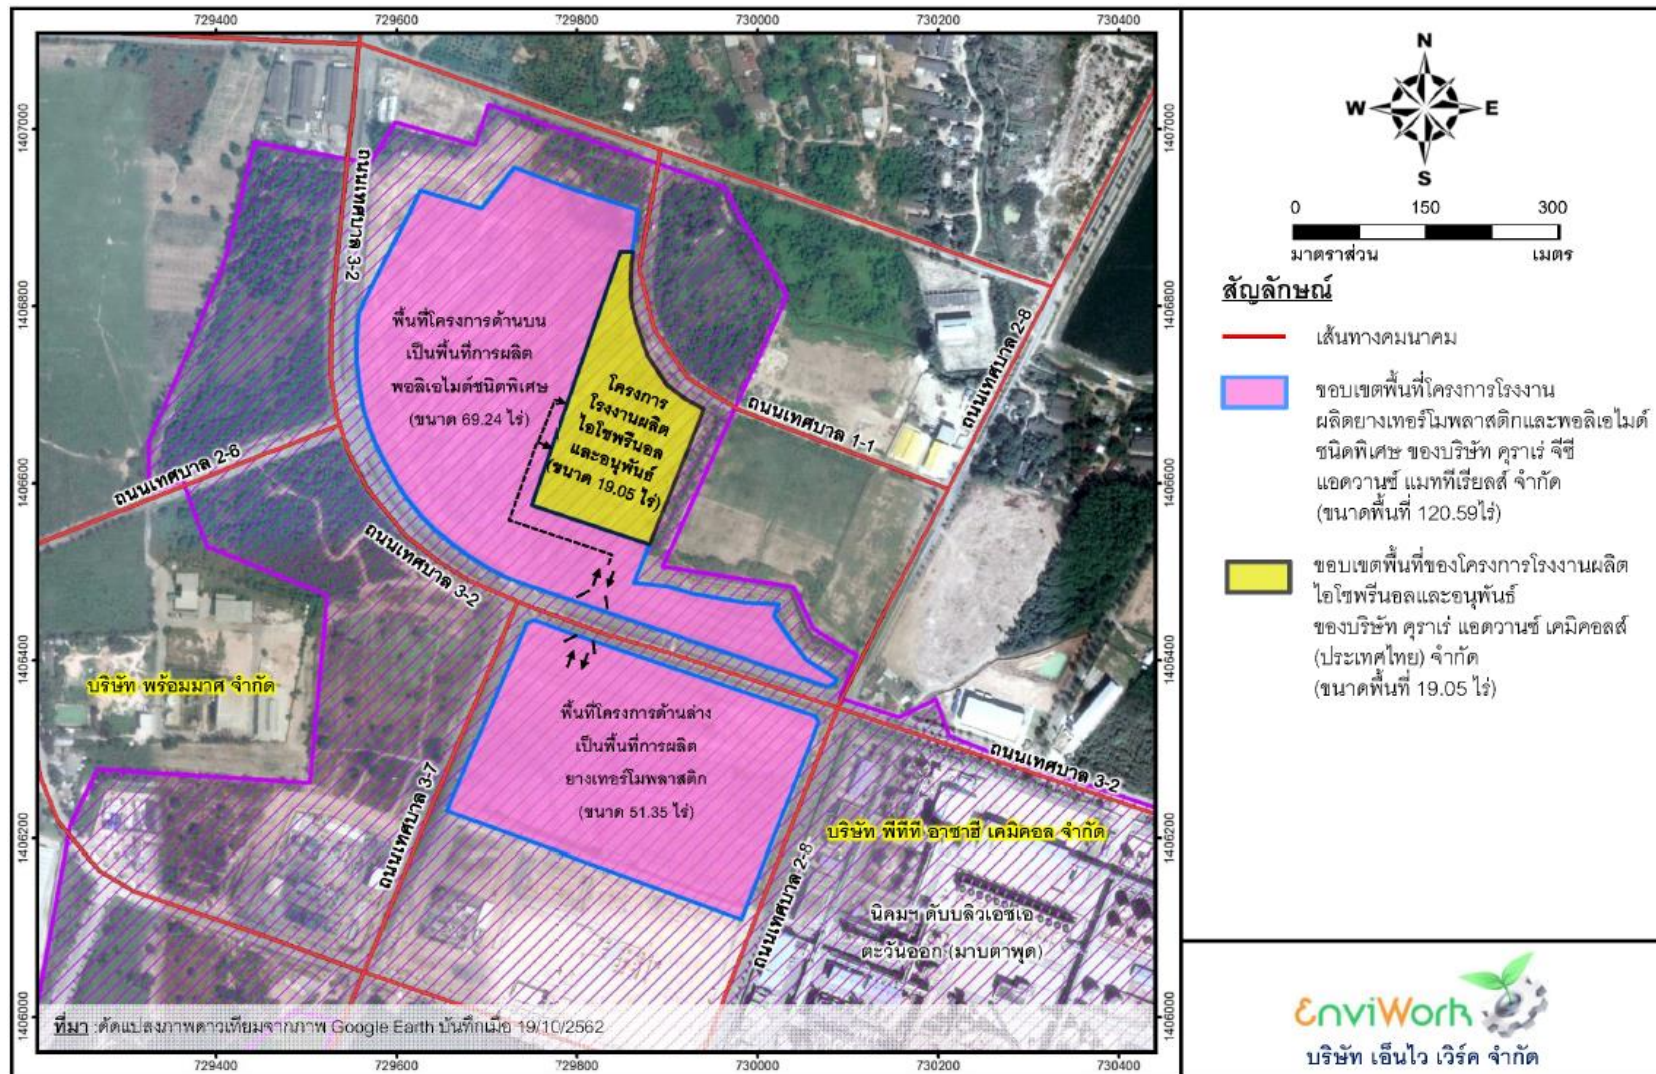 729400 729600 729800 730000 730200 730400
1407000
1406800
1406600
1406400
1406200
1406000
1407000
1406800
1406600
1406400
1406200
1406000
ถนนเทศบาล 3-2
พื้นที่โครงการด้านบน
เป็นพื้นที่การผลิต
พอลิเอไมด์ชนิดพิเศษ
(ขนาด 69.24 ไร่)
โครงการ
โรงงานผลิต
ไอโซพรีนอล
และอนุพันธ์
(ขนาด 19.05 ไร่)
ถนนเทศบาล 2-8
ถนนเทศบาล 1-1
ถนนเทศบาล 2-6
ถนนเทศบาล 3-2
บริษัท พร้อมมาศ จำกัด
พื้นที่โครงการด้านล่าง
เป็นพื้นที่การผลิต
ยางเทอร์โมพลาสติก
(ขนาด 51.35 ไร่)
ถนนเทศบาล 3-7
ถนนเทศบาล 3-2
บริษัท พีทีที อาซาฮี เคมิคอล จำกัด
ถนนเทศบาล 2-8
นิคมฯ ดับบลิวเอชเอ
ตะวันออก (มาบตาพุด)
ที่มา :ดัดแปลงภาพดาวเทียมจากภาพ Google Earth บันทึกเมื่อ 19/10/2562
729400 729600 729800 730000 730200 730400
N
W E
S
0 150 300
มาตราส่วน เมตร
สัญลักษณ์
เส้นทางคมนาคม
ขอบเขตพื้นที่โครงการโรงงาน
ผลิตยางเทอร์โมพลาสติกและพอลิเอไมด์
ชนิดพิเศษ ของบริษัท คุราเร่ จีซี
แอดวานซ์ แมททีเรียลส์ จำกัด
(ขนาดพื้นที่ 120.59ไร่)
ขอบเขตพื้นที่ของโครงการโรงงานผลิต
ไอโซพรีนอลและอนุพันธ์
ของบริษัท คุราเร่ แอดวานซ์ เคมิคอลส์
(ประเทศไทย) จำกัด
(ขนาดพื้นที่ 19.05 ไร่)
EnviWork
บริษัท เอ็นไว เวิร์ค จำกัด